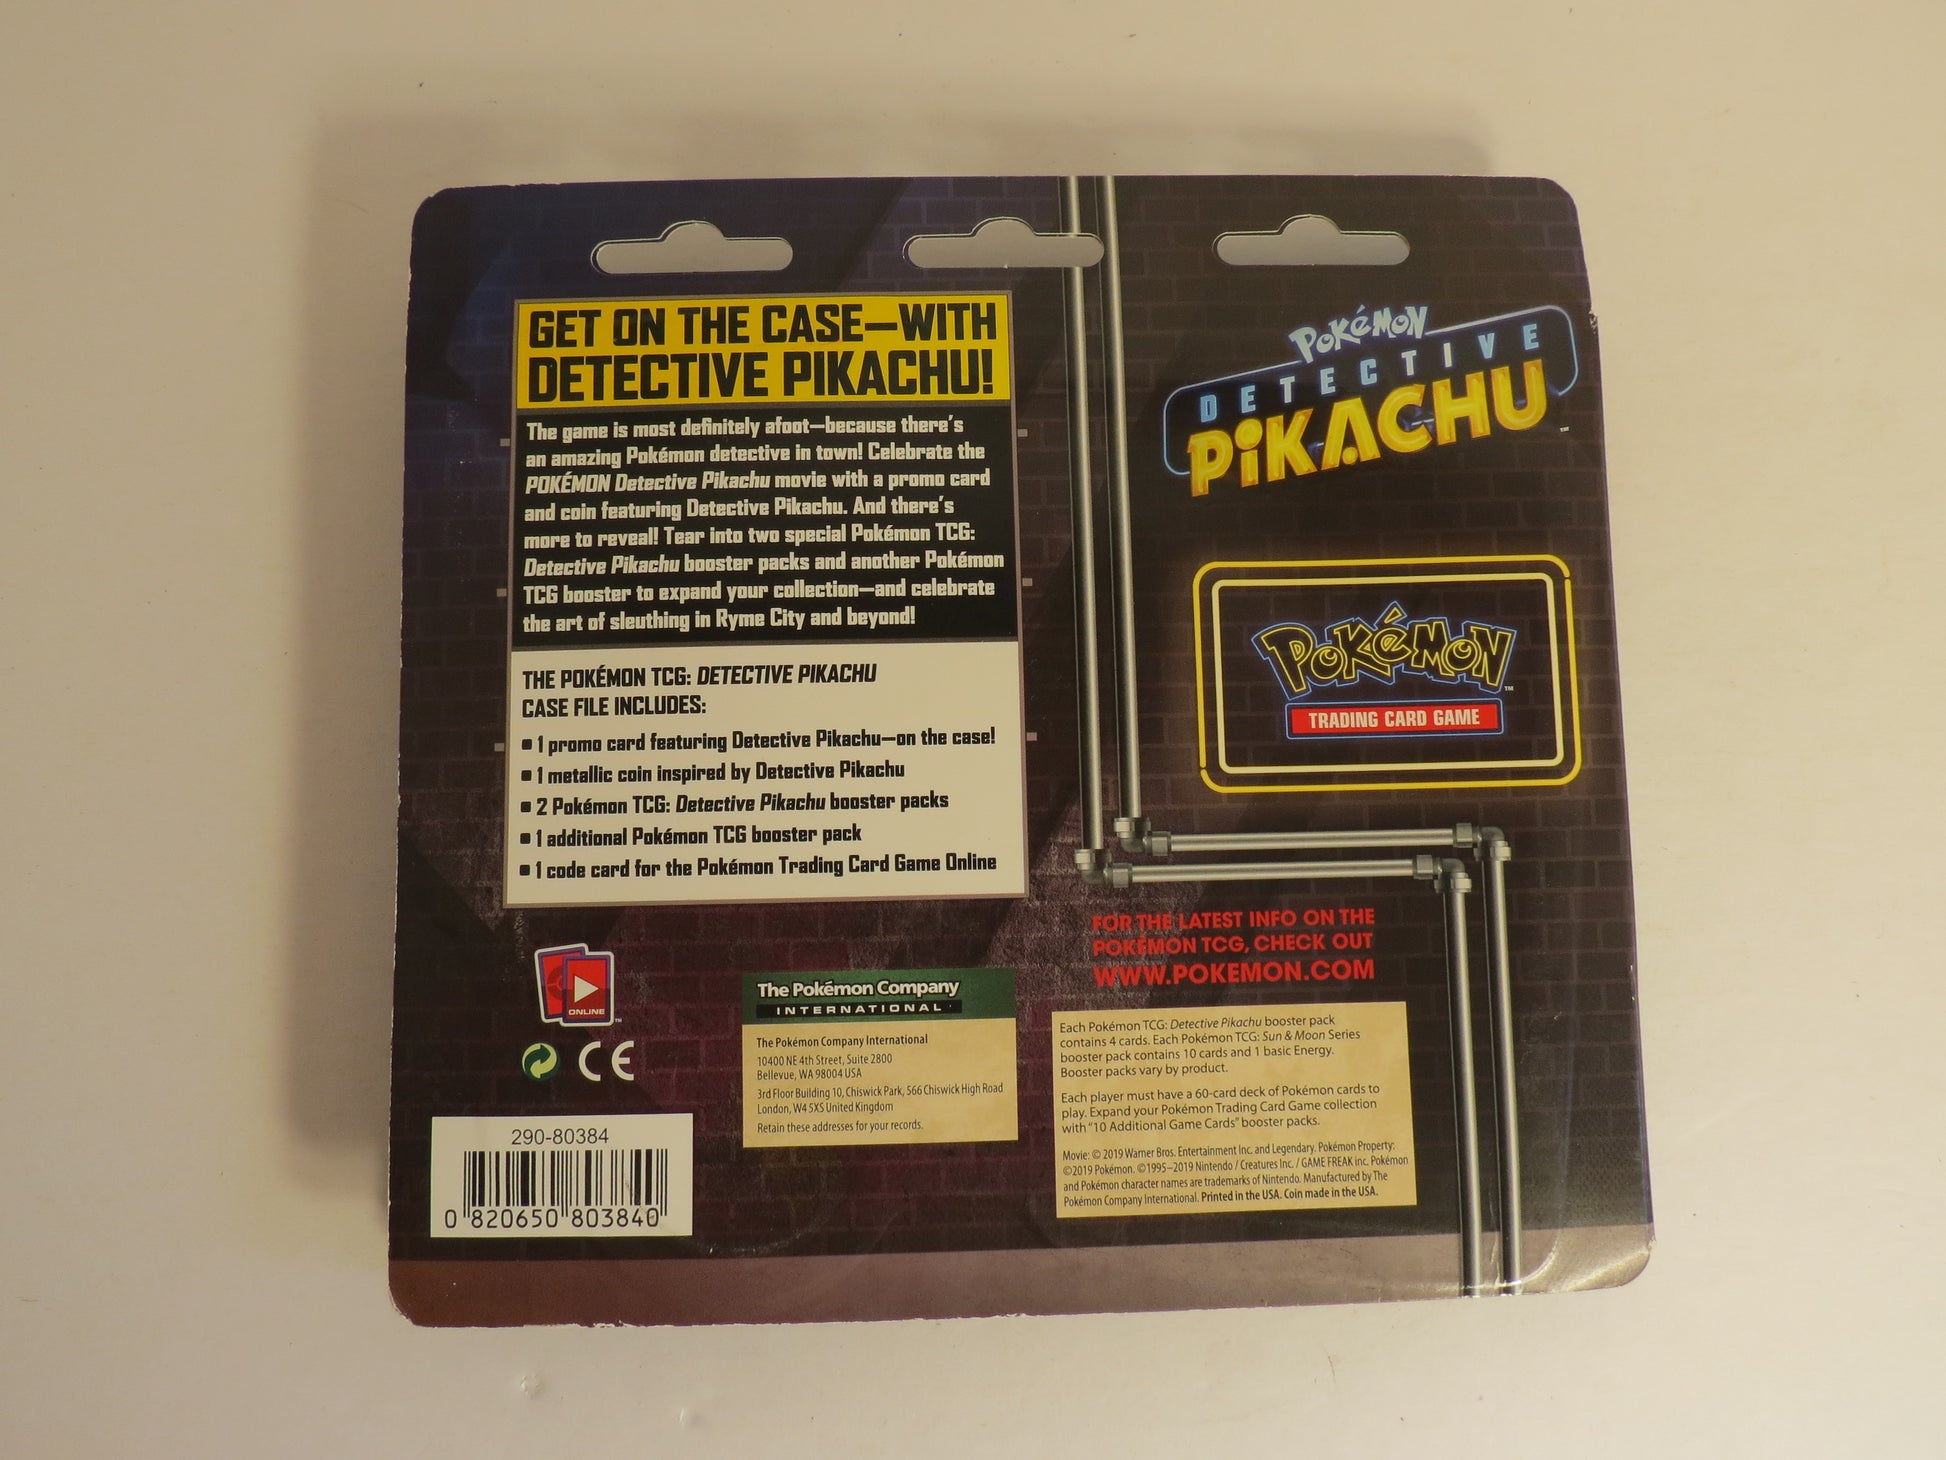 GET ON THE CASE—WITH
DETECTIVE PIKACHU!
The game is most definitely afoot—because there's
an amazing Pokémon detective in town! Celebrate the
POKÉMON Detective Pikachu movie with a promo card
and coin featuring Detective Pikachu. And there's
more to reveal! Tear into two special Pokémon TCG:
Detective Pikachu booster packs and another Pokémon
TCG booster to expand your collection—and celebrate
the art of sleuthing in Ryme City and beyond!
THE POKÉMON TCG: DETECTIVE PIKACHU
CASE FILE INCLUDES:
▪ 1 promo card featuring Detective Pikachu—on the case!
▪ 1 metallic coin inspired by Detective Pikachu
▪ 2 Pokémon TCG: Detective Pikachu booster packs
▪ 1 additional Pokémon TCG booster pack
▪ 1 code card for the Pokémon Trading Card Game Online
POKéMON
DETECTIVE
PiKACHU™
POKéMON™
TRADING CARD GAME
FOR THE LATEST INFO ON THE
POKÉMON TCG, CHECK OUT
WWW.POKEMON.COM
ONLINE™
CE
290-80384
0 820650 803840
The Pokémon Company
INTERNATIONAL
The Pokémon Company International
10400 NE 4th Street, Suite 2800
Bellevue, WA 98004 USA
3rd Floor Building 10, Chiswick Park, 566 Chiswick High Road
London, W4 5XS United Kingdom
Retain these addresses for your records.
Each Pokémon TCG: Detective Pikachu booster pack
contains 4 cards. Each Pokémon TCG: Sun & Moon Series
booster pack contains 10 cards and 1 basic Energy.
Booster packs vary by product.
Each player must have a 60-card deck of Pokémon cards to
play. Expand your Pokémon Trading Card Game collection
with "10 Additional Game Cards" booster packs.
Movie: © 2019 Warner Bros. Entertainment Inc. and Legendary. Pokémon Property:
©2019 Pokémon. ©1995–2019 Nintendo / Creatures Inc. / GAME FREAK inc. Pokémon
and Pokémon character names are trademarks of Nintendo. Manufactured by The
Pokémon Company International. Printed in the USA. Coin made in the USA.